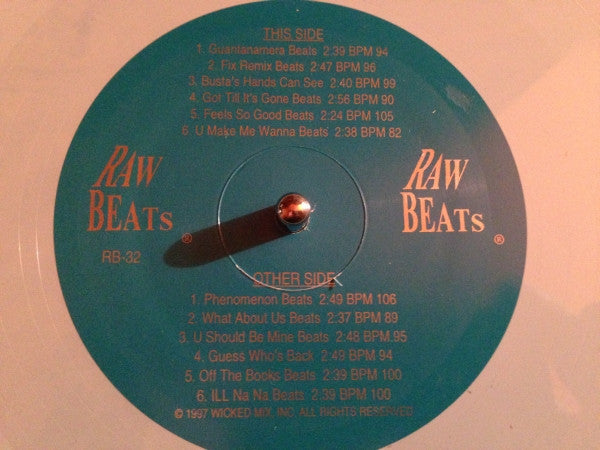 THIS SIDE
1. Guantanamera Beats 2:39 BPM 94
2. Fix Remix Beats 2:47 BPM 96
3. Busta's Hands Can See 2:40 BPM 99
4. Got Till It's Gone Beats 2:56 BPM 90
5. Feels So Good Beats 2:24 BPM 105
6 U Make Me Wanna Beats 2:38 BPM 82
RAW
BEATS
®
RB-32
RAW
BEATS
®
OTHER SIDE
1. Phenomenon Beats 2:49 BPM 106
2. What About Us Beats 2:37 BPM 89
3. U Should Be Mine Beats 2:48 BPM.95
4. Guess Who's Back 2:49 BPM 94
5. Off The Books Beats 2:39 BPM 100
6. ILL Na Na Beats 2:39 BPM 100
© 1997 WICKED MIX, INC. ALL RIGHTS RESERVED